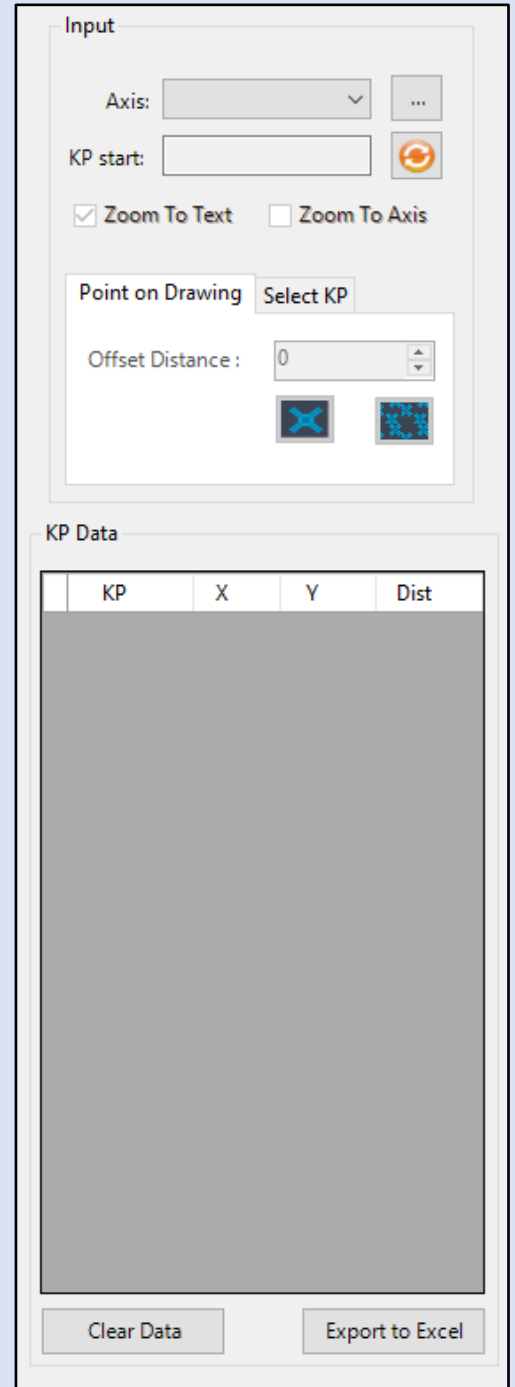 Input
Axis:
...
KP start:
Zoom To Text Zoom To Axis
Point on Drawing Select KP
Offset Distance : 0
KP Data
KP X Y Dist
Clear Data Export to Excel